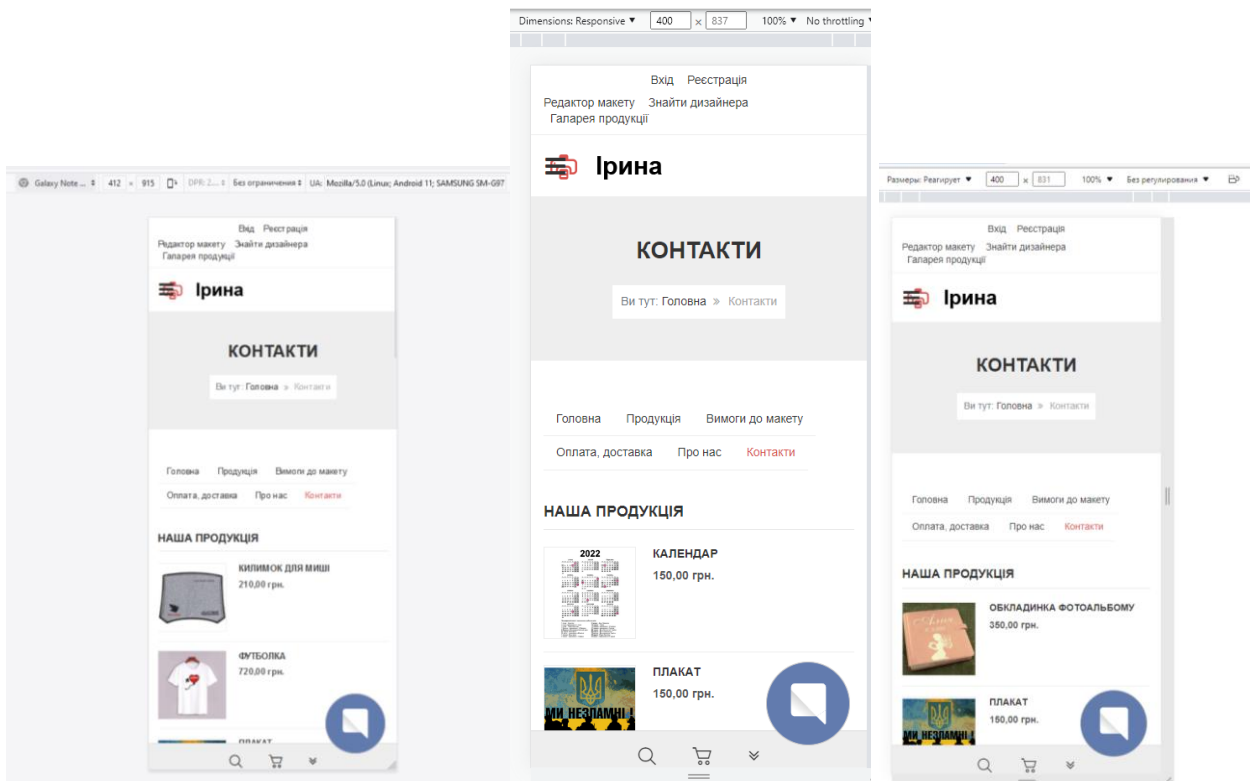 Galaxy Note ... 412 × 915 DPR: 2... Без ограничения UA: Mozilla/5.0 (Linux; Android 11; SAMSUNG SM-G97
Вхід Реєстрація
Редактор макету Знайти дизайнера
Галарея продукції
Ірина
КОНТАКТИ
Ви тут: Головна » Контакти
Головна Продукція Вимоги до макету
Оплата, доставка Про нас Контакти
НАША ПРОДУКЦІЯ
КИЛИМОК ДЛЯ МИШІ
210,00 грн.
ФУТБОЛКА
720,00 грн.
ПЛАКАТ
Dimensions: Responsive ▼ 400 × 837 100% ▼ No throttling
Вхід Реєстрація
Редактор макету Знайти дизайнера
Галарея продукції
Ірина
КОНТАКТИ
Ви тут: Головна » Контакти
Головна Продукція Вимоги до макету
Оплата, доставка Про нас Контакти
НАША ПРОДУКЦІЯ
2022
КАЛЕНДАР
150,00 грн.
ПЛАКАТ
150,00 грн.
МИ НЕЗЛАМНІ !
Размеры: Реагирует ▼ 400 × 831 100% ▼ Без регулирования ▼
Вхід Реєстрація
Редактор макету Знайти дизайнера
Галарея продукції
Ірина
КОНТАКТИ
Ви тут: Головна » Контакти
Головна Продукція Вимоги до макету
Оплата, доставка Про нас Контакти
НАША ПРОДУКЦІЯ
ОБКЛАДИНКА ФОТОАЛЬБОМУ
350,00 грн.
ПЛАКАТ
150,00 грн.
МИ НЕЗЛАМНІ !